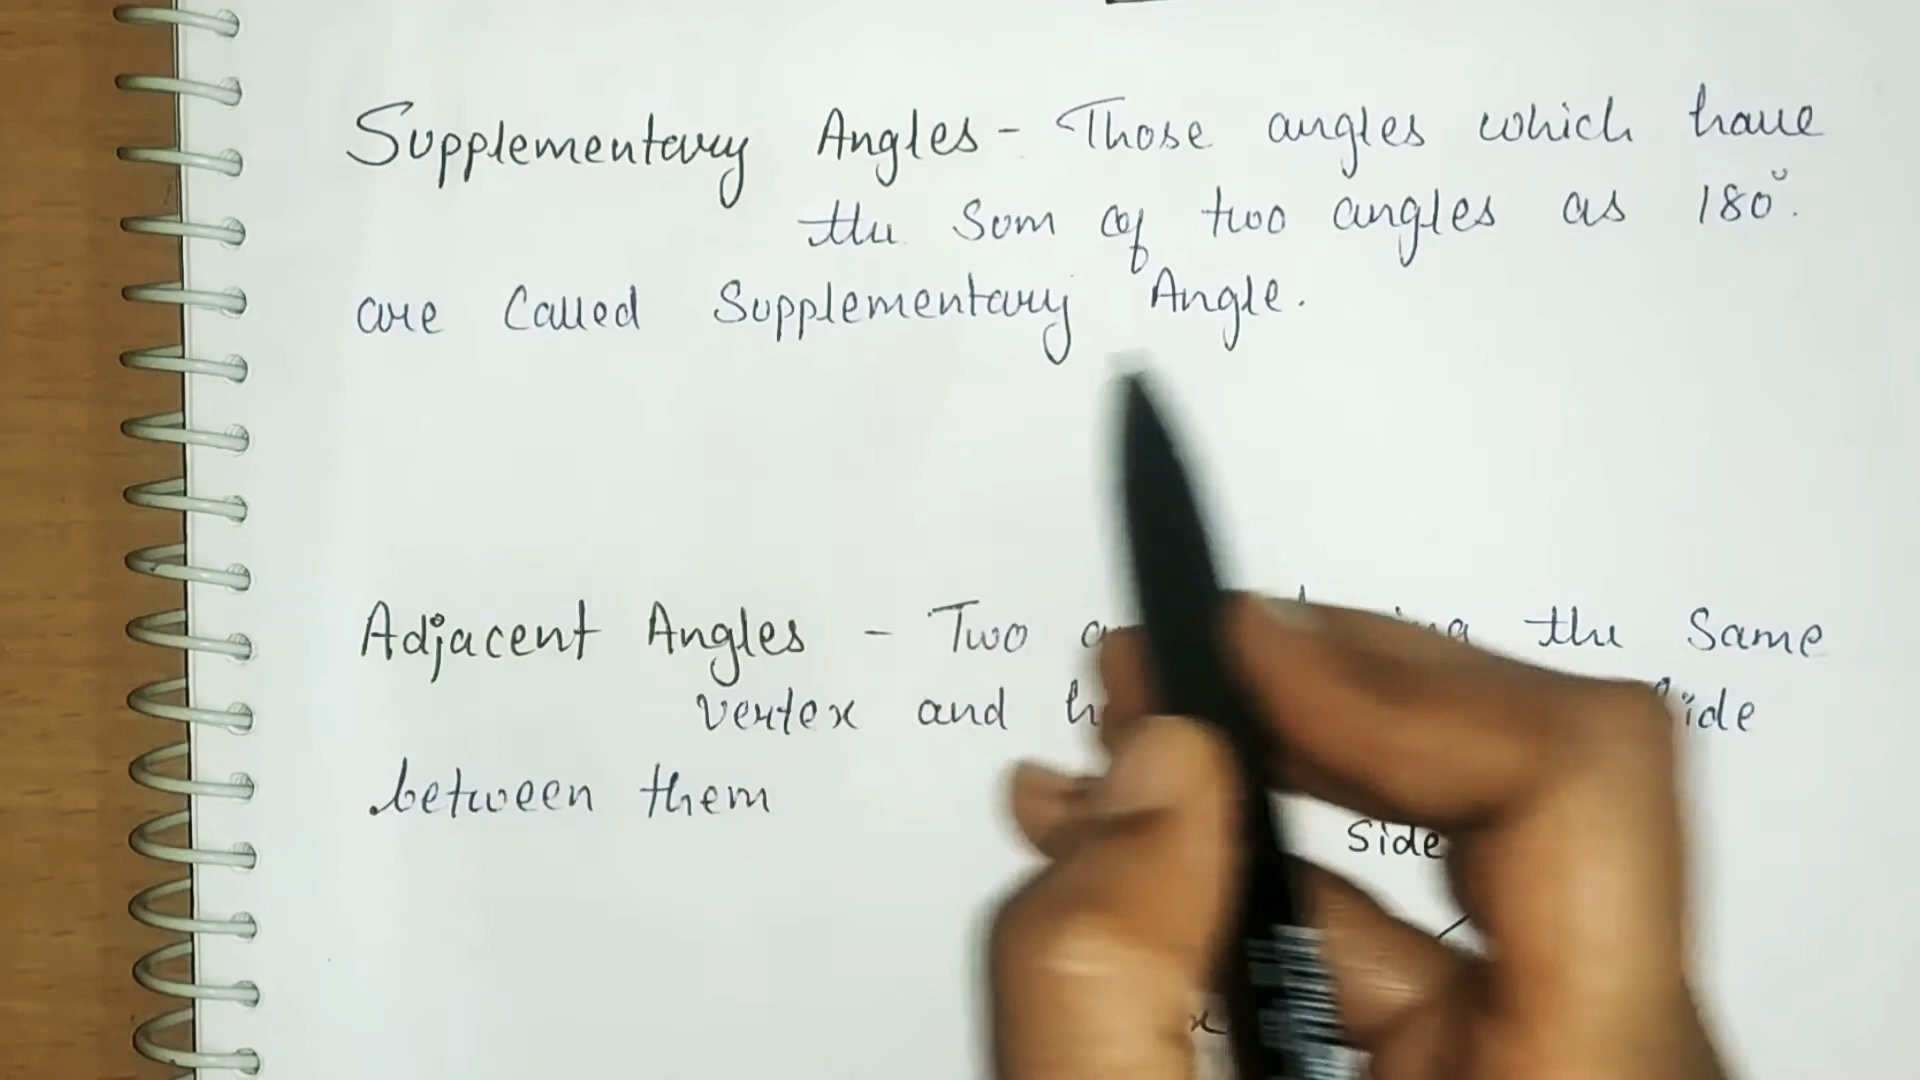 Supplementary Angles - Those angles which have
the Sum of two angles as 180°.
are Called Supplementary Angle.
Adjacent Angles - Two the Same
vertex and
between them
Side